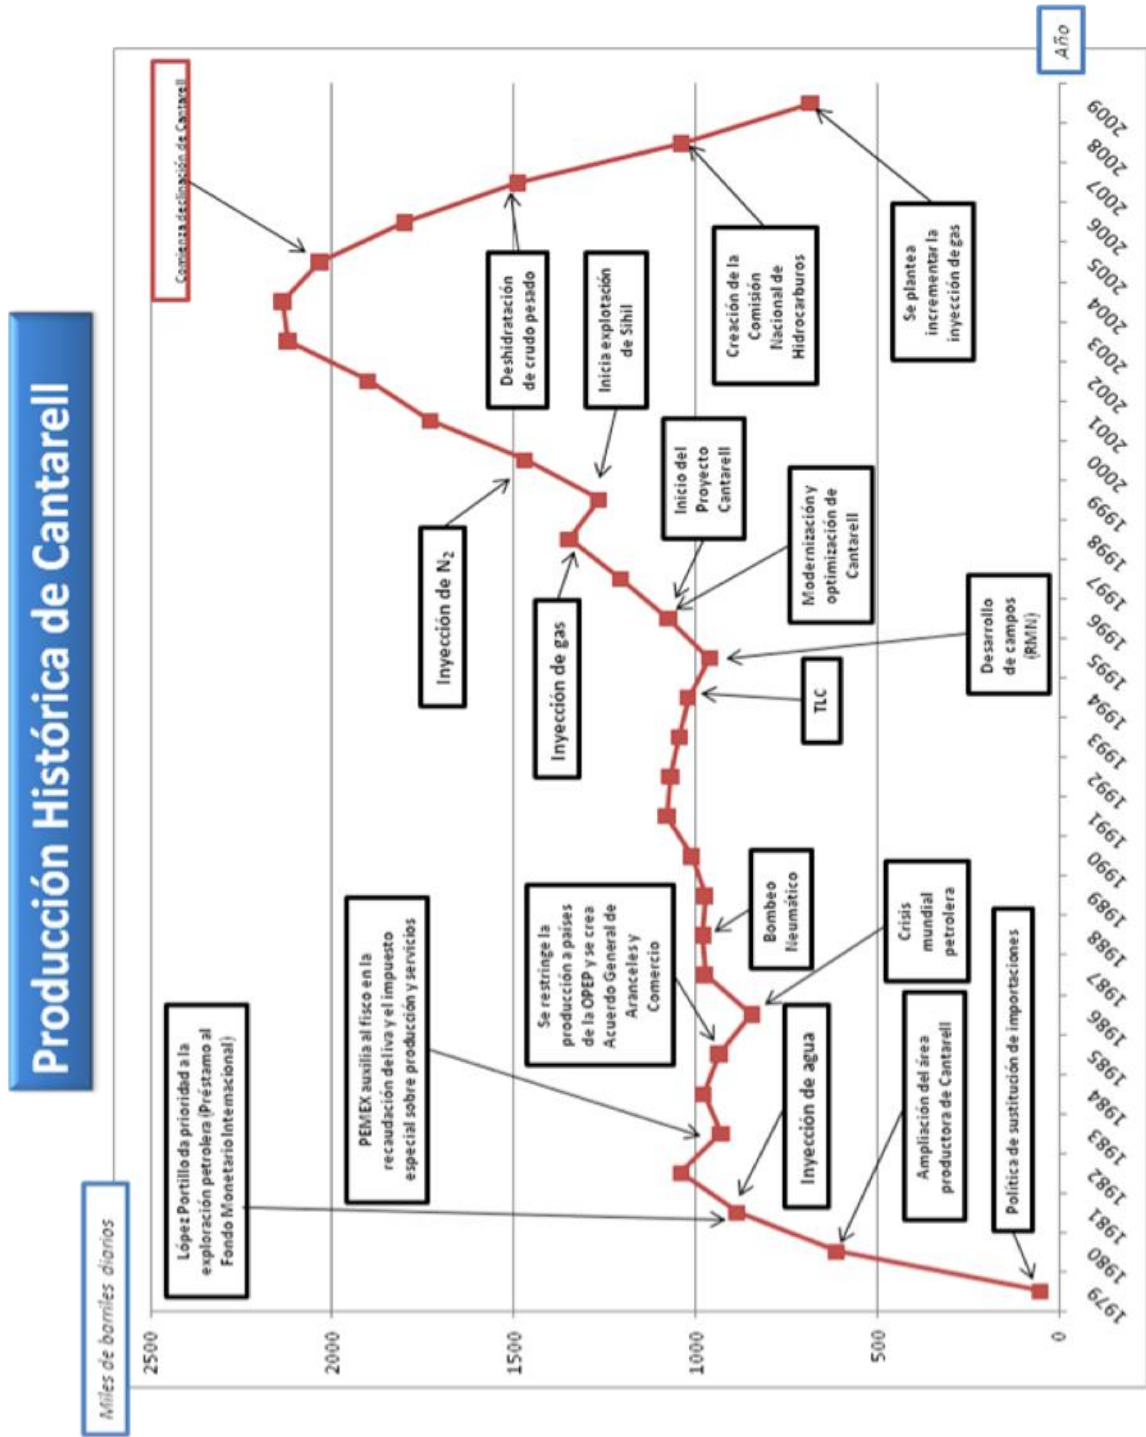 Producción Histórica de Cantarell
Miles de barriles diarios
López Portillo da prioridad a la
exploración petrolera (Préstamo al
Fondo Monetario Internacional)
PEMEX auxilia al fisco en la
recaudación del iva y el impuesto
especial sobre producción y servicios
Se restringe la
producción a países
de la OPEP y se crea
Acuerdo General de
Aranceles y
Comercio
Inyección de N₂
Inyección de gas
Comienza declinación de Cantarell
Deshidratación
de crudo pesado
Inicia explotación
de Sihil
Inicio del
Proyecto
Cantarell
Modernización y
optimización de
Cantarell
Creación de la
Comisión
Nacional de
Hidrocarburos
Se plantea
incrementar la
inyección de gas
Bombeo
Neumático
TLC
Inyección de agua
Crisis
mundial
petrolera
Ampliación del área
productora de Cantarell
Desarrollo
de campos
(RMN)
Política de sustitución de importaciones
2500
2000
1500
1000
500
0
1979
1980
1981
1982
1983
1984
1985
1986
1987
1988
1989
1990
1991
1992
1993
1994
1995
1996
1997
1998
1999
2000
2001
2002
2003
2004
2005
2006
2007
2008
2009
Año